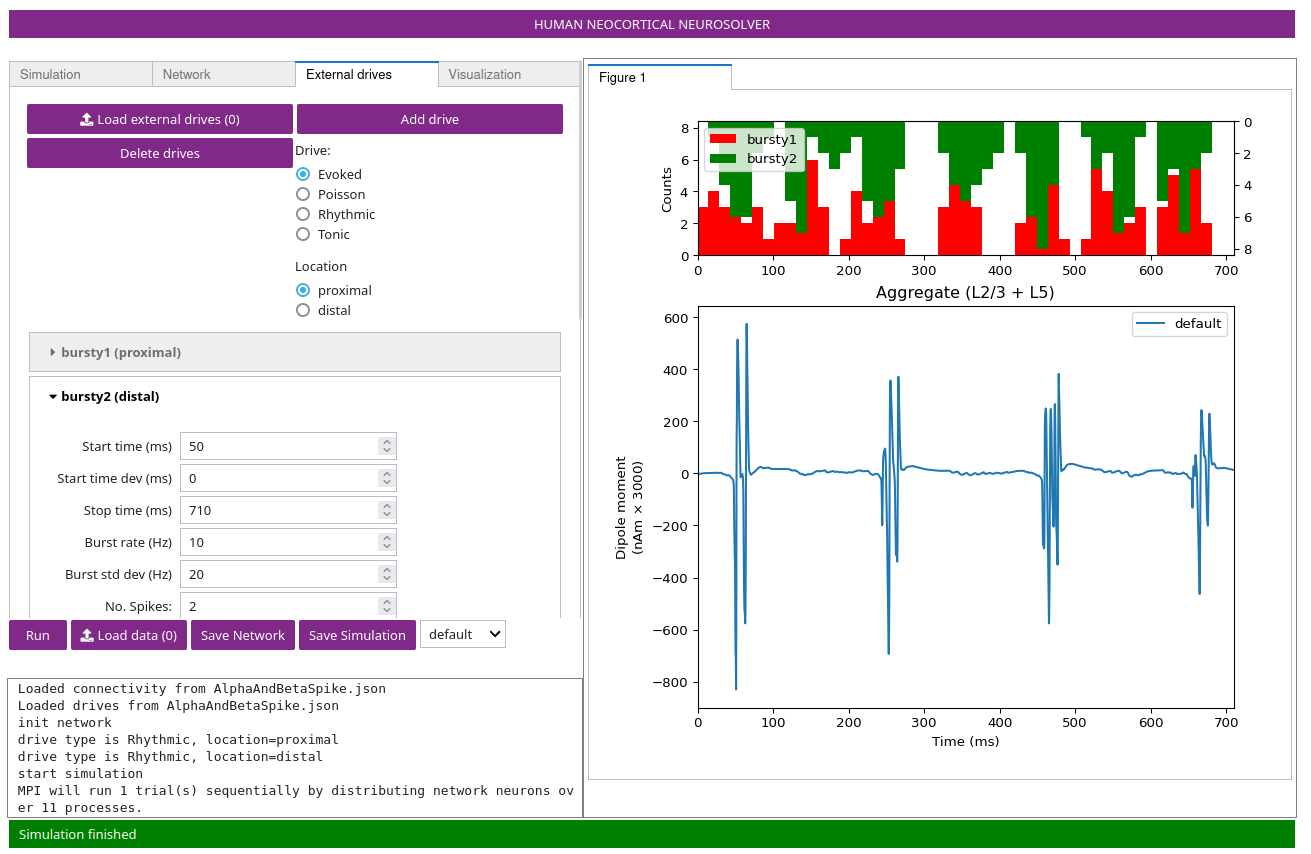 HUMAN NEOCORTICAL NEUROSOLVER
Simulation
Network
External drives
Visualization
Load external drives (0)
Add drive
Delete drives
Drive:
Evoked
Poisson
Rhythmic
Tonic
Location
proximal
distal
bursty1 (proximal)
bursty2 (distal)
Start time (ms) 50
Start time dev (ms) 0
Stop time (ms) 710
Burst rate (Hz) 10
Burst std dev (Hz) 20
No. Spikes: 2
Run
Load data (0)
Save Network
Save Simulation
default
Loaded connectivity from AlphaAndBetaSpike.json
Loaded drives from AlphaAndBetaSpike.json
init network
drive type is Rhythmic, location=proximal
drive type is Rhythmic, location=distal
start simulation
MPI will run 1 trial(s) sequentially by distributing network neurons ov
er 11 processes.
Figure 1
bursty1
bursty2
Counts
8
6
4
2
0
0
2
4
6
8
0 100 200 300 400 500 600 700
Aggregate (L2/3 + L5)
default
Dipole moment
(nAm × 3000)
600
400
200
0
−200
−400
−600
−800
0 100 200 300 400 500 600 700
Time (ms)
Simulation finished